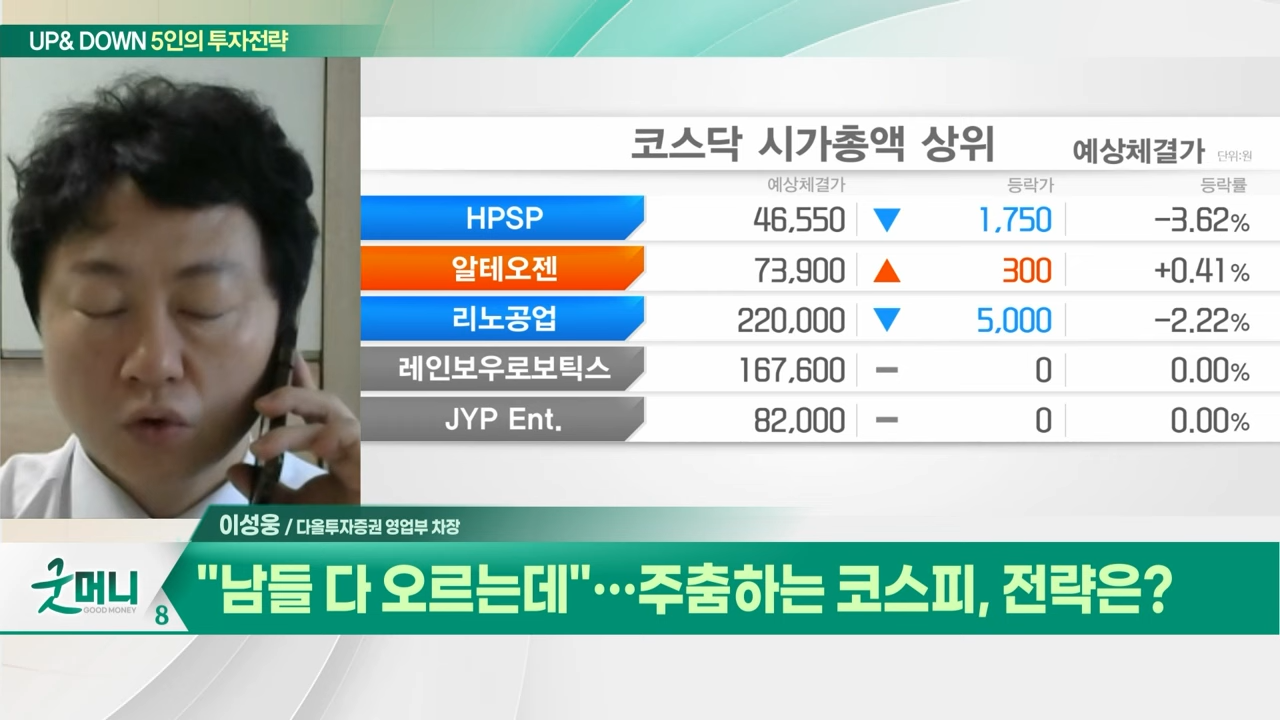 UP& DOWN 5인의 투자전략
코스닥 시가총액 상위 예상체결가 단위:원
예상체결가 등락가 등락률
HPSP 46,550 ▼ 1,750 -3.62%
알테오젠 73,900 ▲ 300 +0.41%
리노공업 220,000 ▼ 5,000 -2.22%
레인보우로보틱스 167,600 - 0 0.00%
JYP Ent. 82,000 - 0 0.00%
이성웅 / 다올투자증권 영업부 차장
굿머니
GOOD MONEY
8
"남들 다 오르는데"…주춤하는 코스피, 전략은?